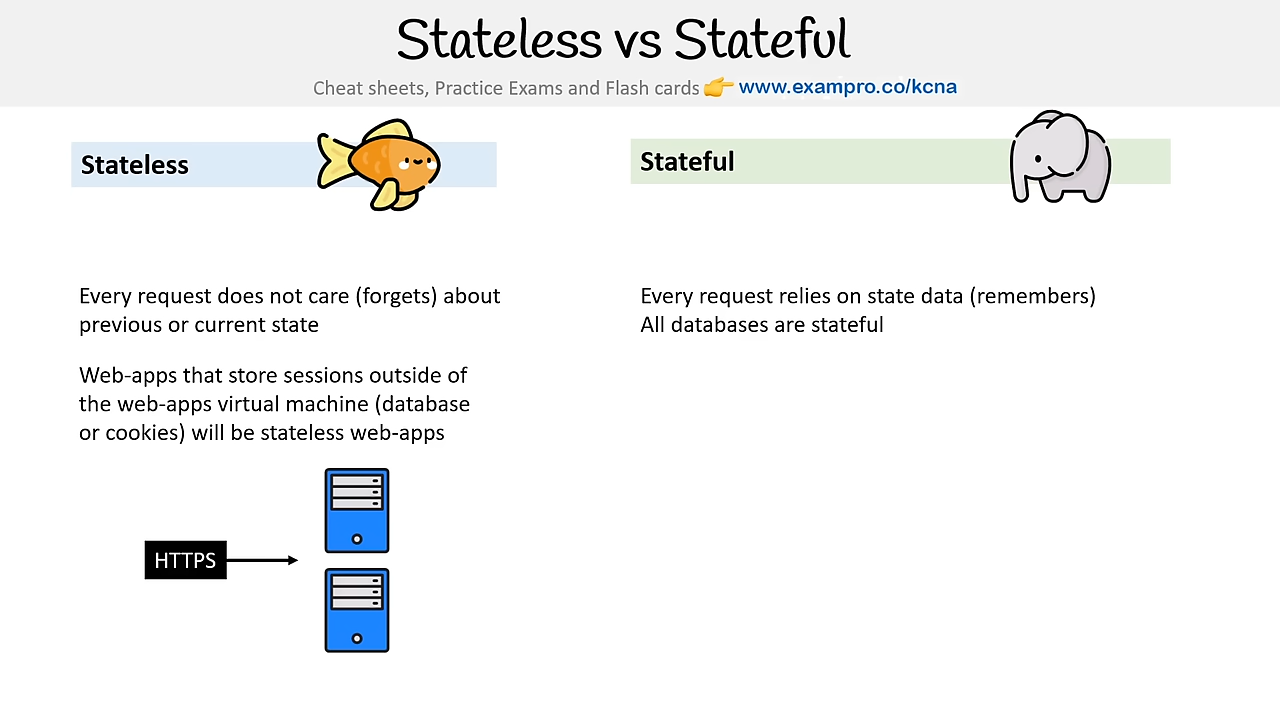 Stateless vs Stateful
Cheat sheets, Practice Exams and Flash cards 👉 www.exampro.co/kcna
Stateless
Every request does not care (forgets) about
previous or current state
Web-apps that store sessions outside of
the web-apps virtual machine (database
or cookies) will be stateless web-apps
HTTPS
Stateful
Every request relies on state data (remembers)
All databases are stateful